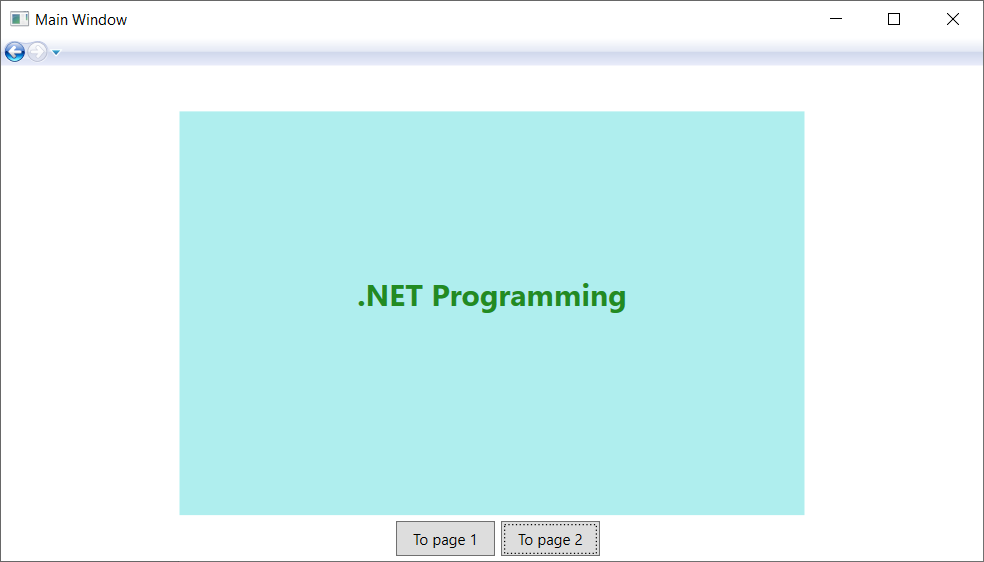 Main Window
.NET Programming
To page 1
To page 2